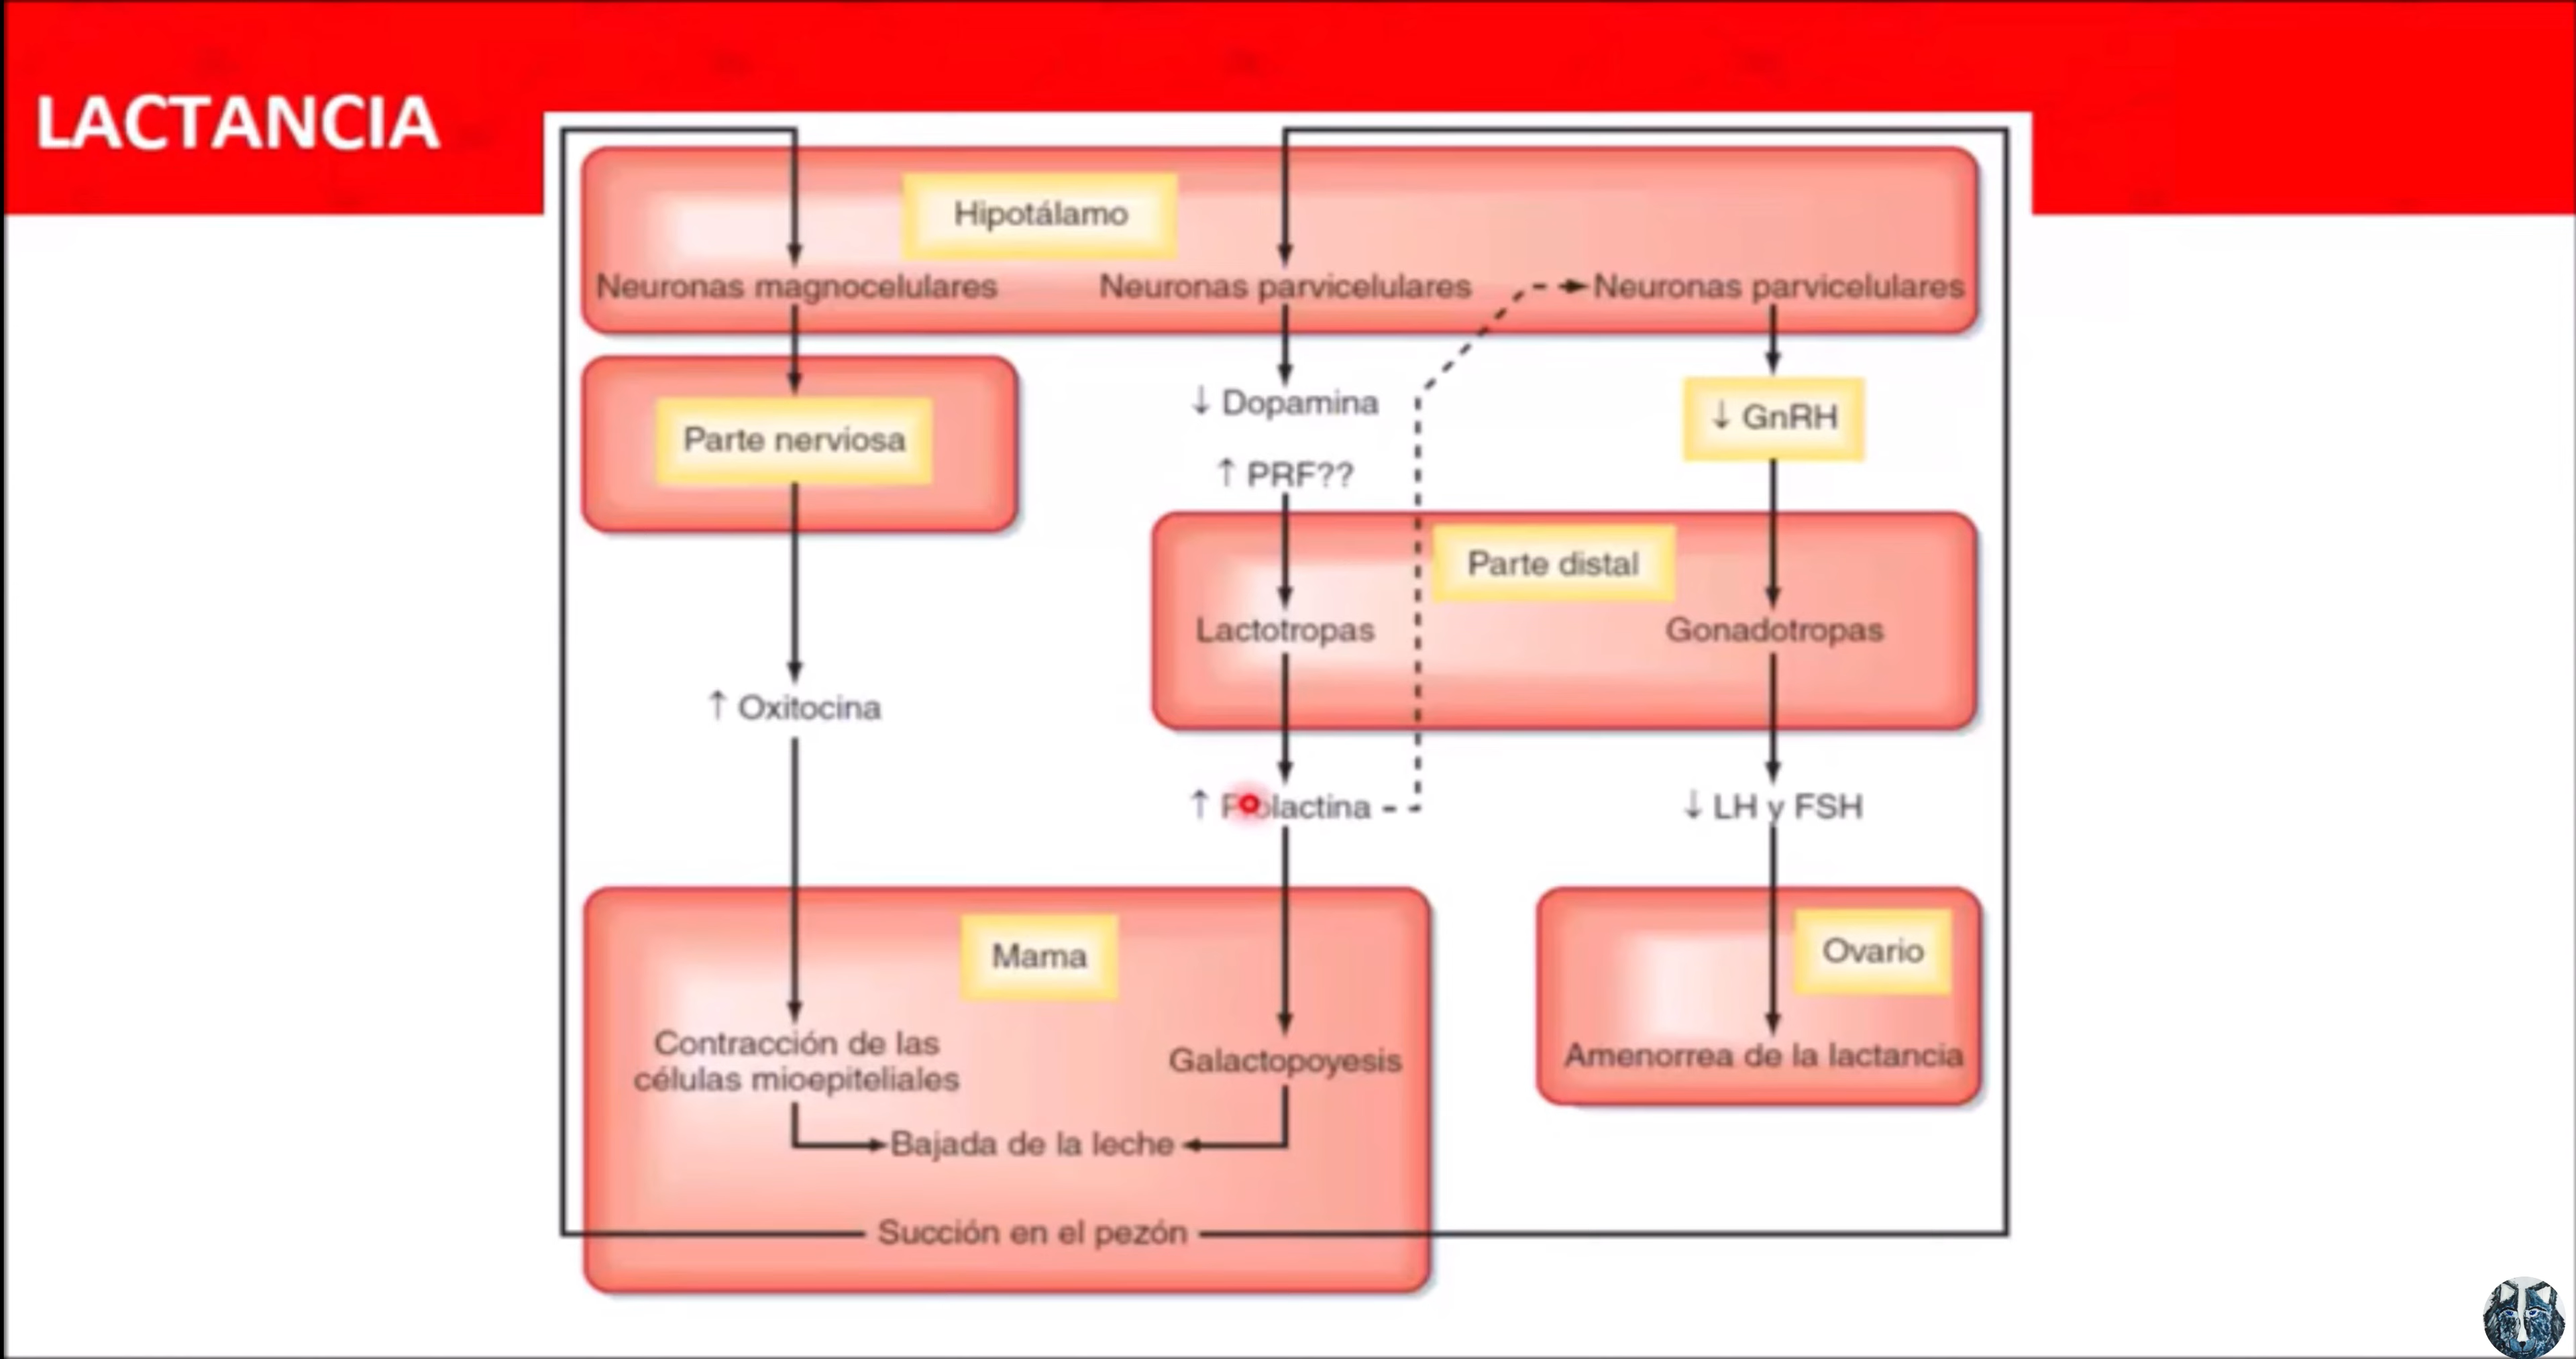 LACTANCIA
Hipotálamo
Neuronas magnocelulares
Neuronas parvicelulares
Neuronas parvicelulares
Parte nerviosa
↓ Dopamina
↑ PRF??
↓ GnRH
Parte distal
Lactotropas
Gonadotropas
↑ Oxitocina
↑ Prolactina
↓ LH y FSH
Mama
Ovario
Contracción de las
células mioepiteliales
Galactopoyesis
Amenorrea de la lactancia
Bajada de la leche
Succión en el pezón